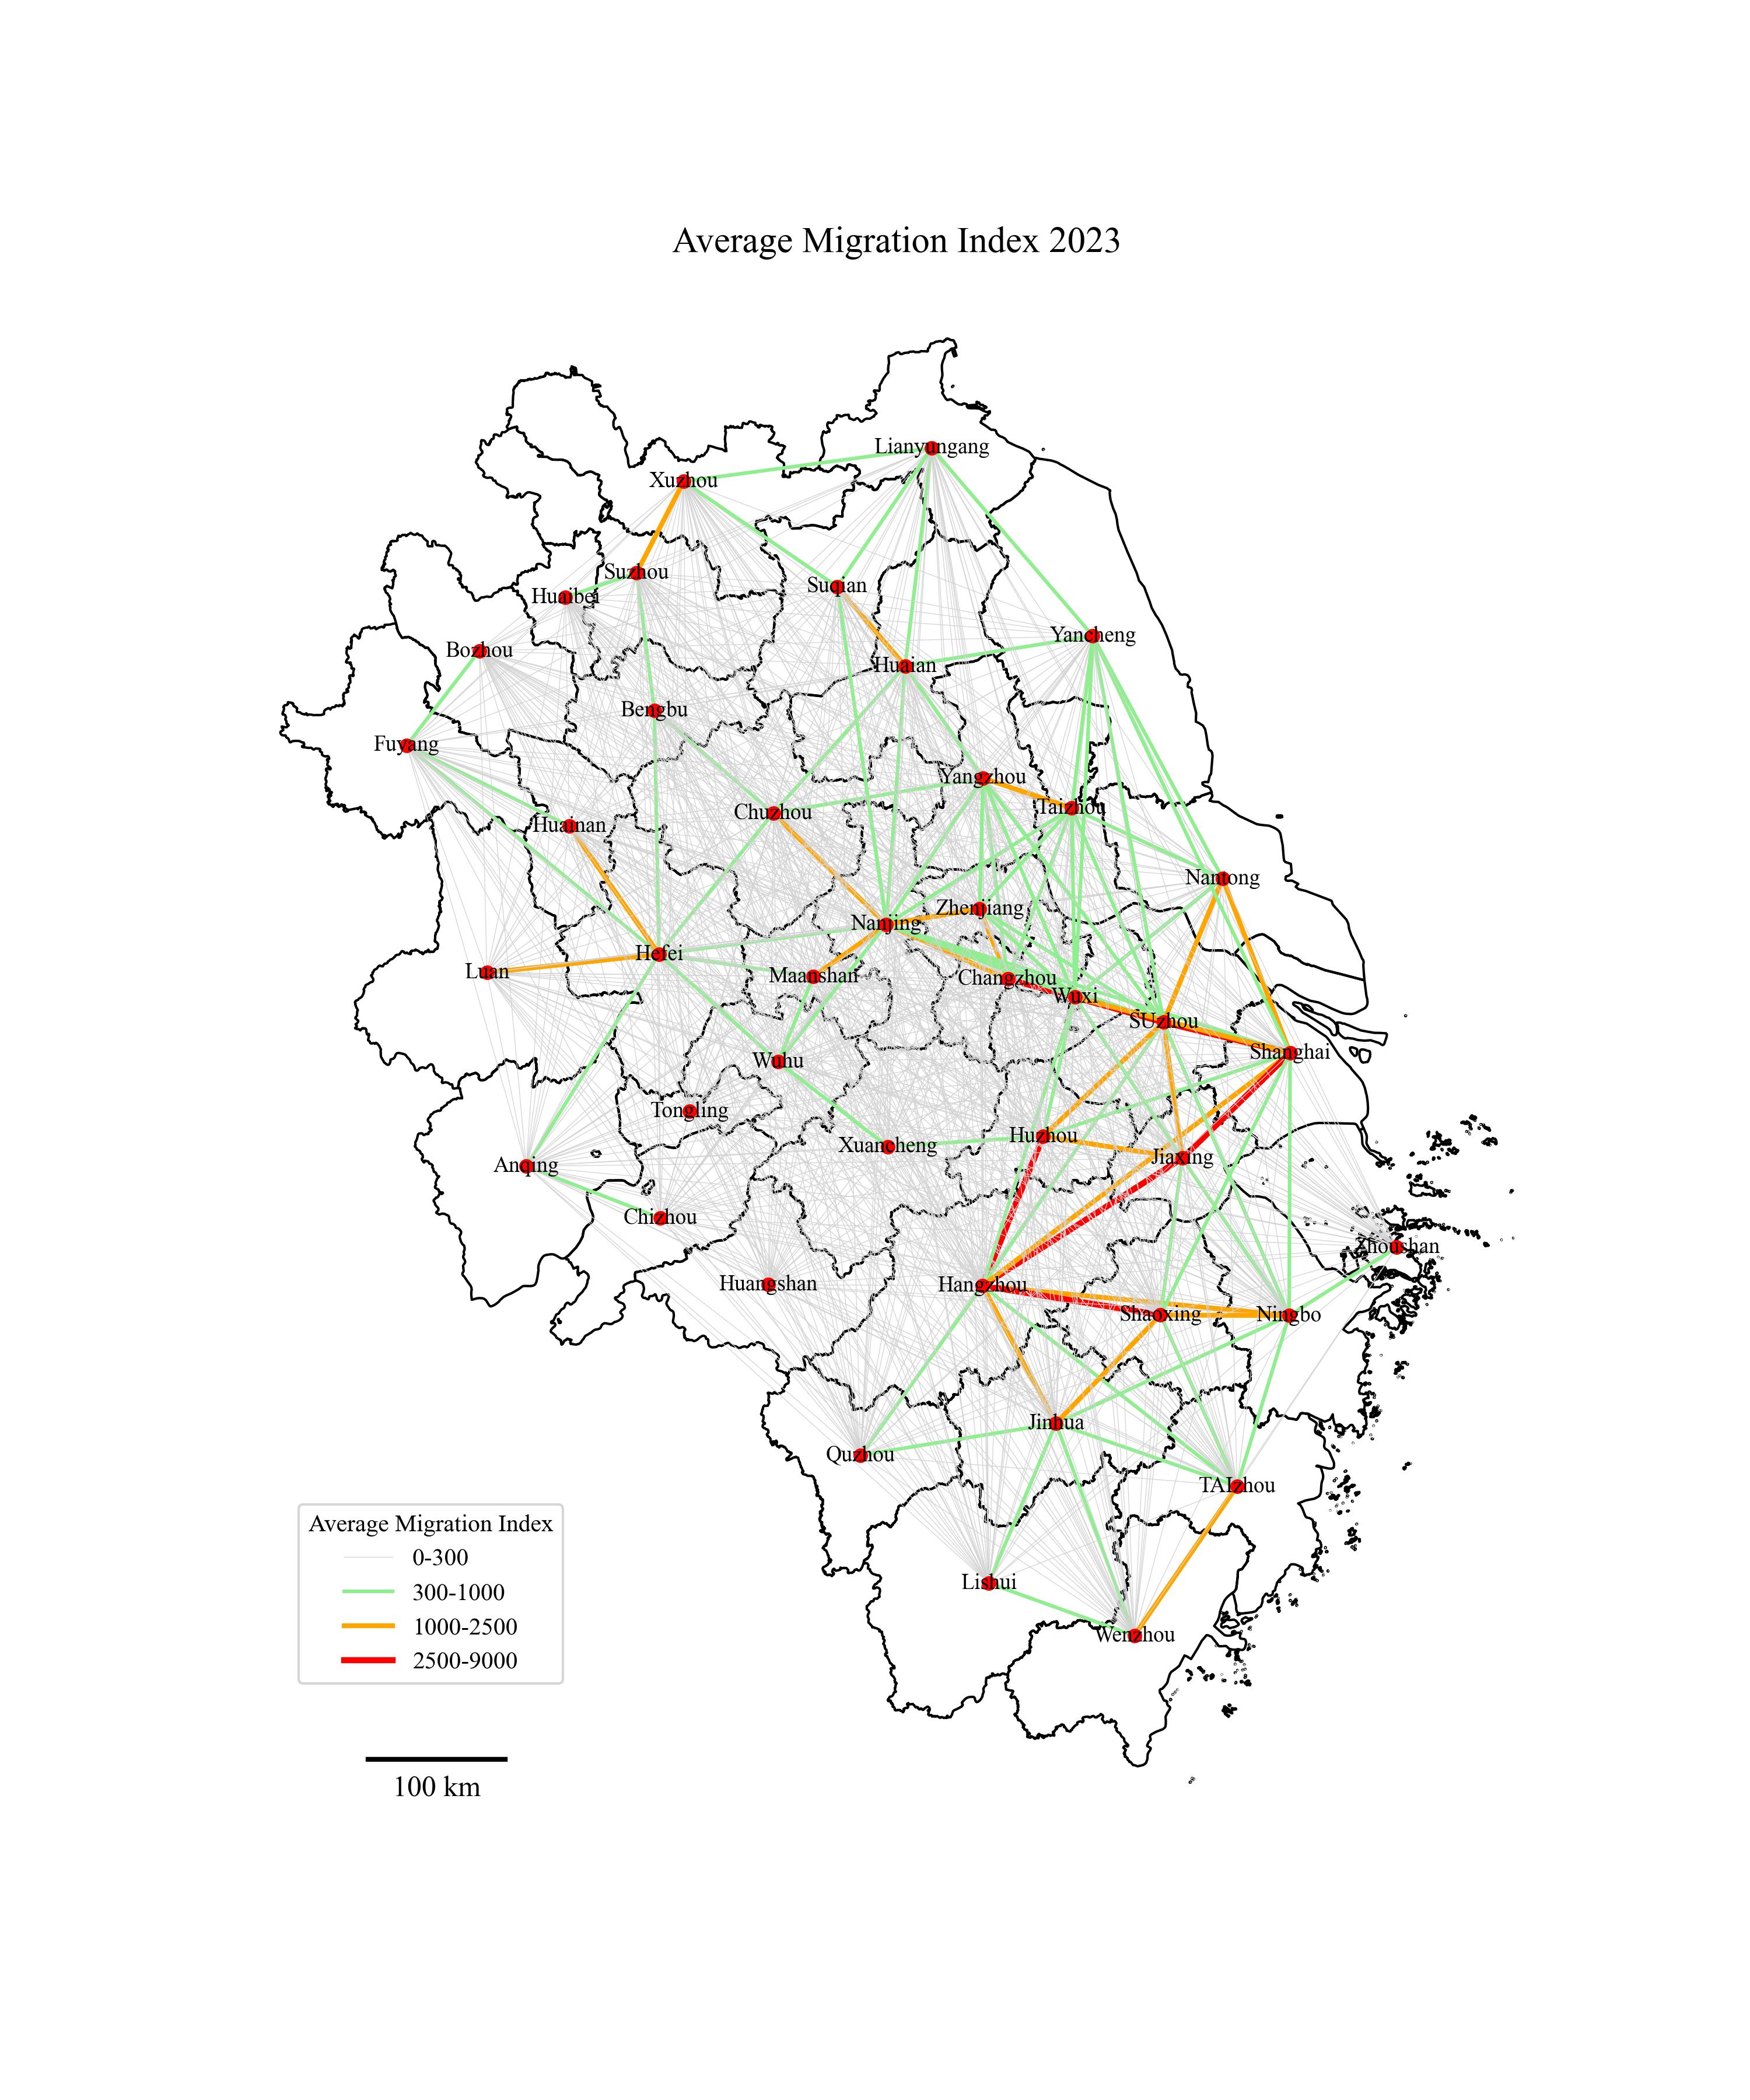 Average Migration Index 2023
Lianyungang
Xuzhou
Suzhou
Suqian
Huaibei
Yancheng
Bozhou
Huaian
Bengbu
Fuyang
Yangzhou
Taizhou
Chuzhou
Huainan
Nantong
Zhenjiang
Nanjing
Hefei
Luan
Maanshan
Changzhou
Wuxi
SUzhou
Shanghai
Wuhu
Tongling
Huzhou
Xuancheng
Jiaxing
Anqing
Chizhou
Zhoushan
Huangshan
Hangzhou
Shaoxing
Ningbo
Jinhua
Quzhou
TAIzhou
Lishui
Wenzhou
Average Migration Index
0-300
300-1000
1000-2500
2500-9000
100 km